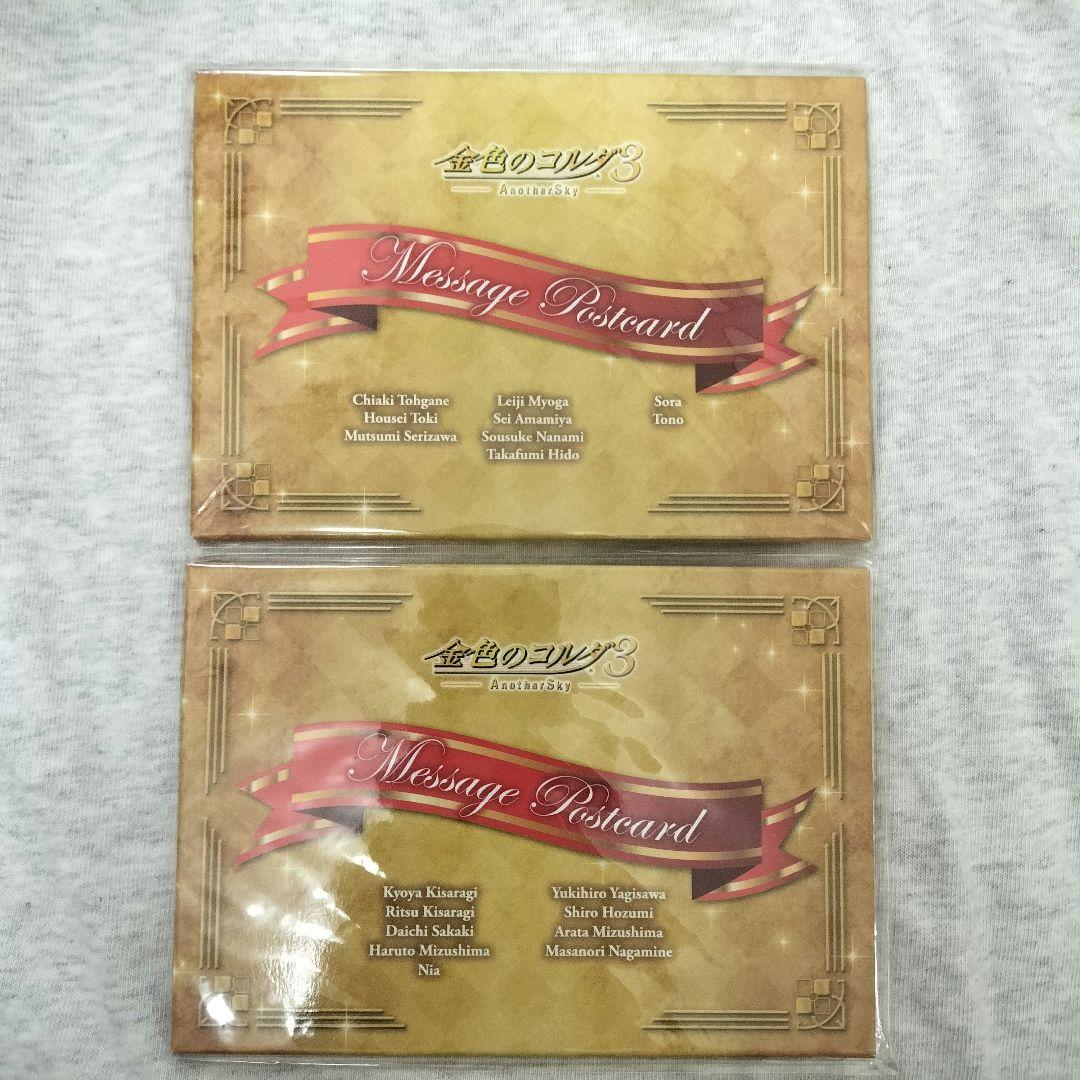 金色のコルダ3
AnotherSky
Message Postcard
Chiaki Tohgane
Housei Toki
Mutsumi Serizawa
Leiji Myoga
Sei Amamiya
Sousuke Nanami
Takafumi Hido
Sora
Tono
金色のコルダ3
AnotherSky
Message Postcard
Kyoya Kisaragi
Ritsu Kisaragi
Daichi Sakaki
Haruto Mizushima
Nia
Yukihiro Yagisawa
Shiro Hozumi
Arata Mizushima
Masanori Nagamine